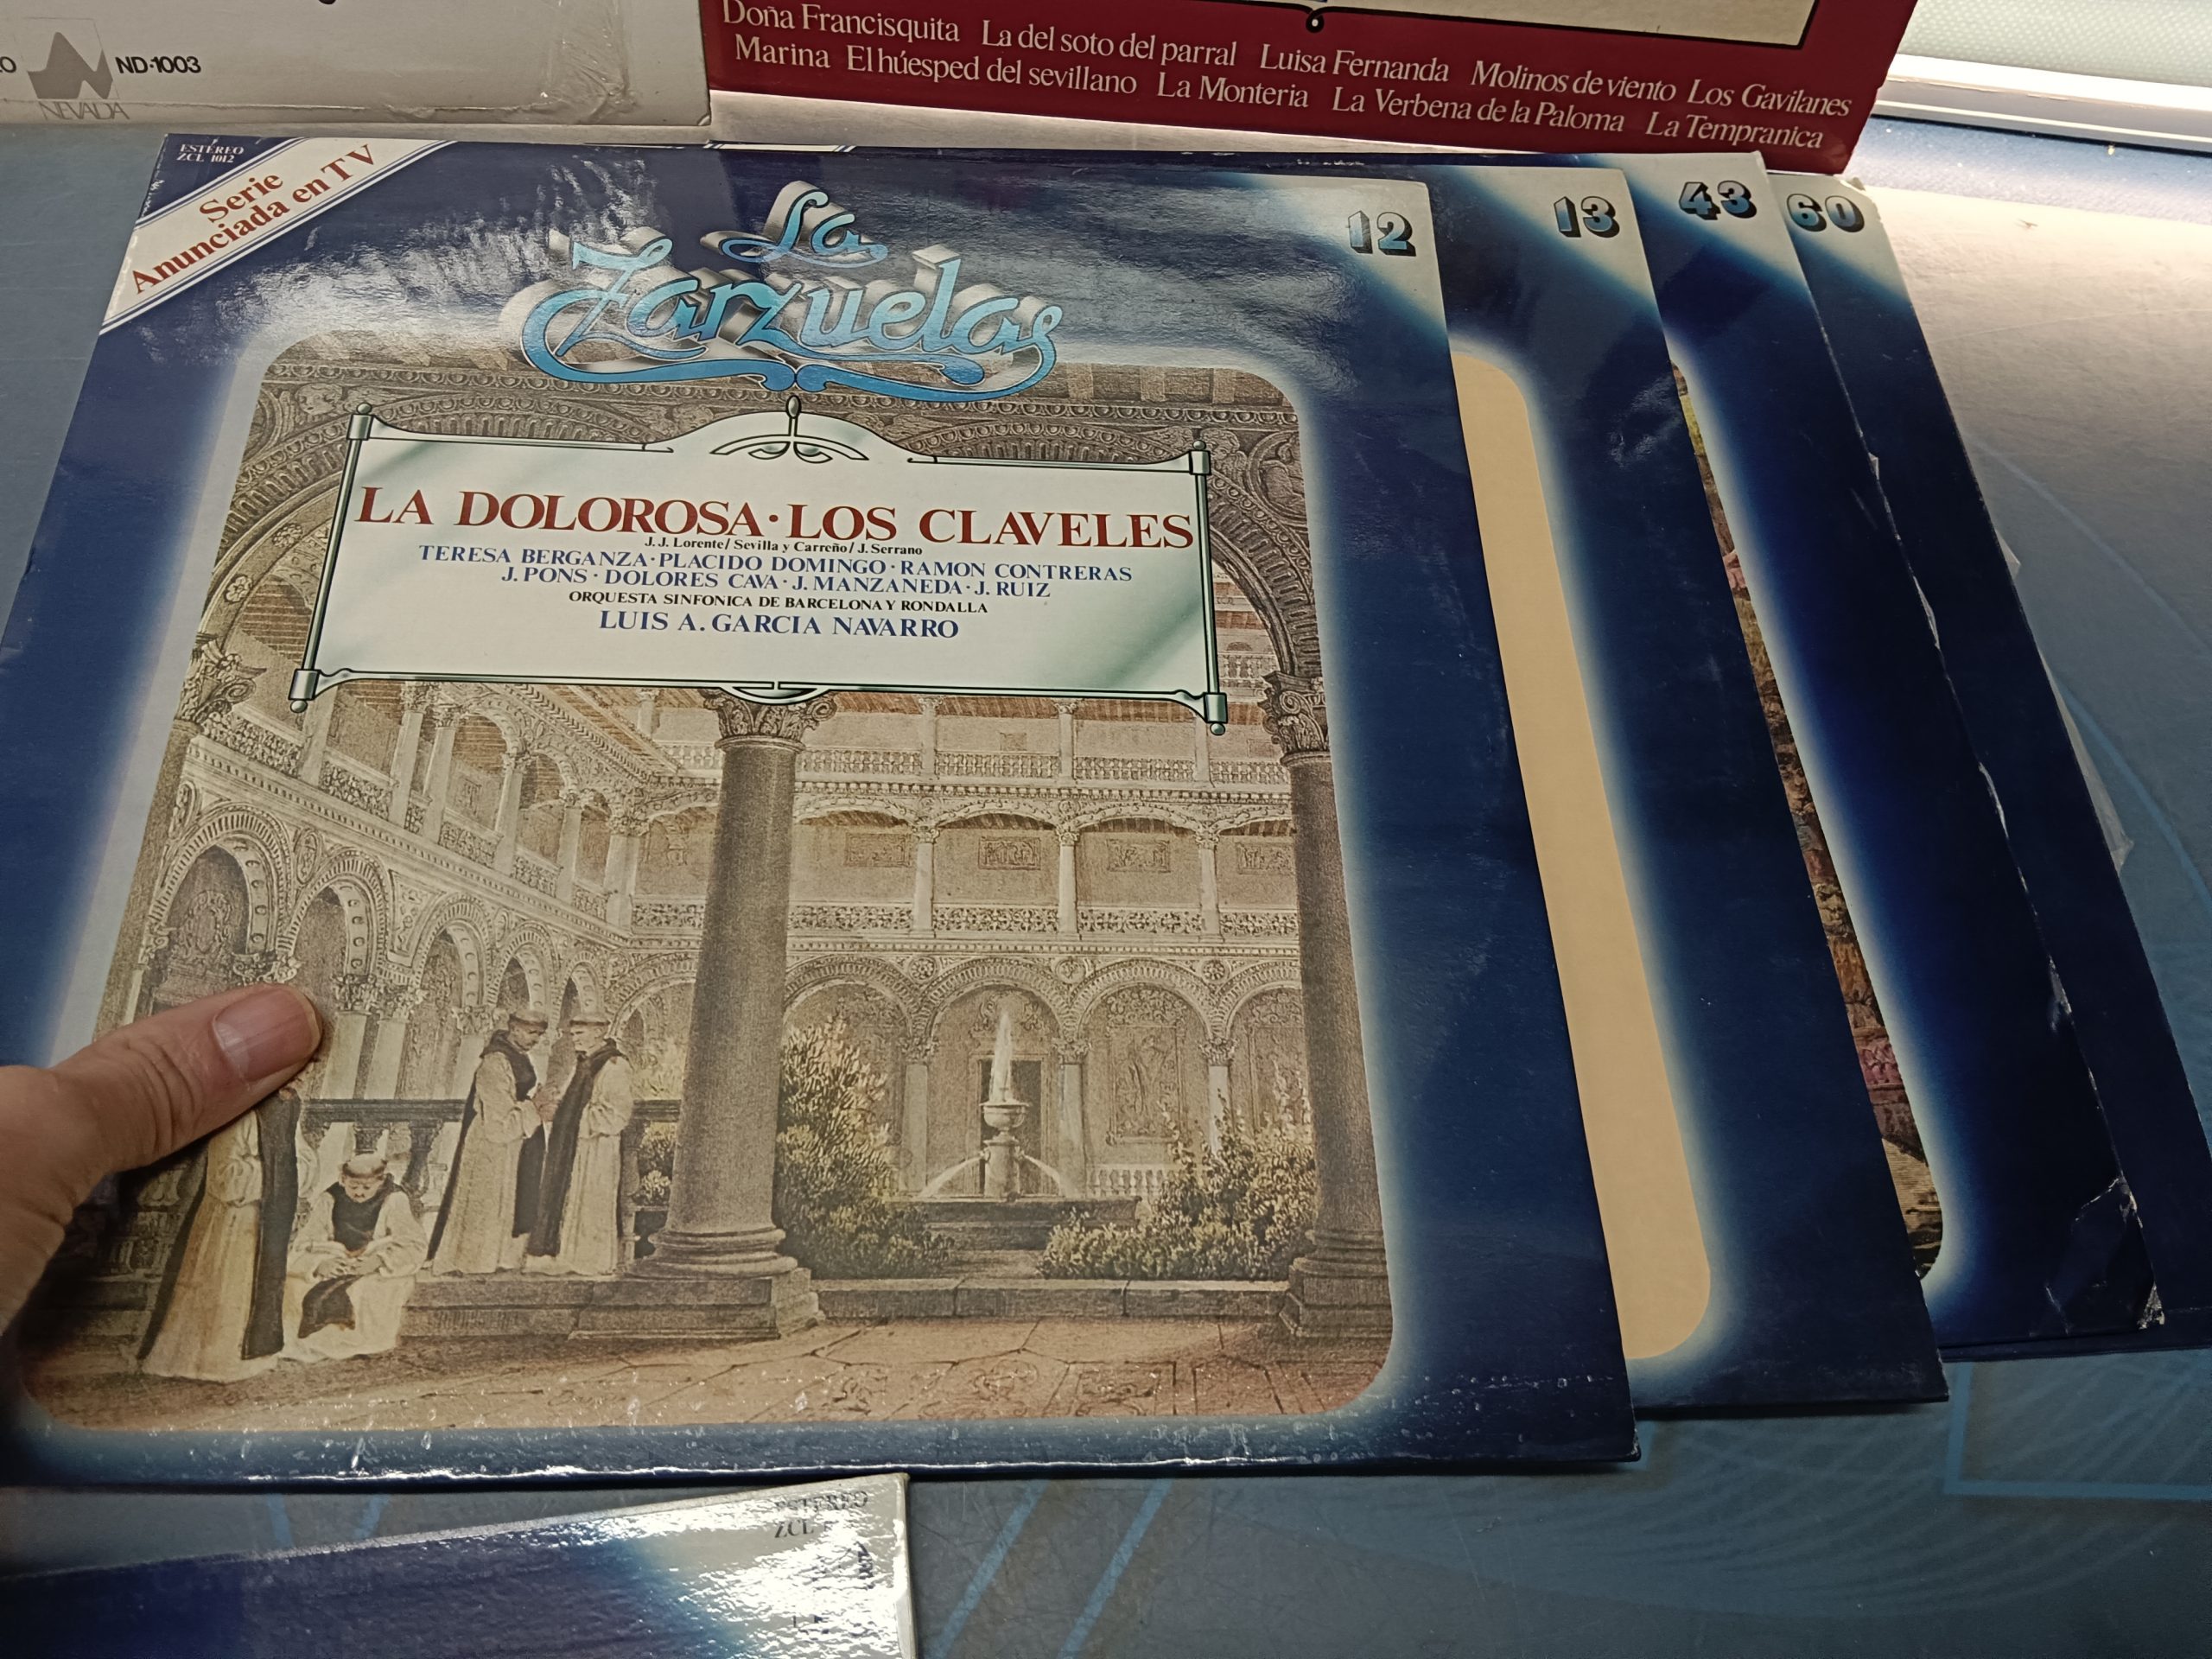 ND-1003
NEVADA
Doña Francisquita La del soto del parral Luisa Fernanda Molinos de viento Los Gavilanes
Marina El húesped del sevillano La Monteria La Verbena de la Paloma La Tempranica
ESTEREO
ZCL 1012
Serie
Anunciada en TV
La
Zarzuela
12
13
43
60
LA DOLOROSA · LOS CLAVELES
J. J. Lorente/ Sevilla y Carreño/ J. Serrano
TERESA BERGANZA · PLACIDO DOMINGO · RAMON CONTRERAS
J. PONS · DOLORES CAVA · J. MANZANEDA · J. RUIZ
ORQUESTA SINFONICA DE BARCELONA Y RONDALLA
LUIS A. GARCIA NAVARRO
ESTEREO
ZCL